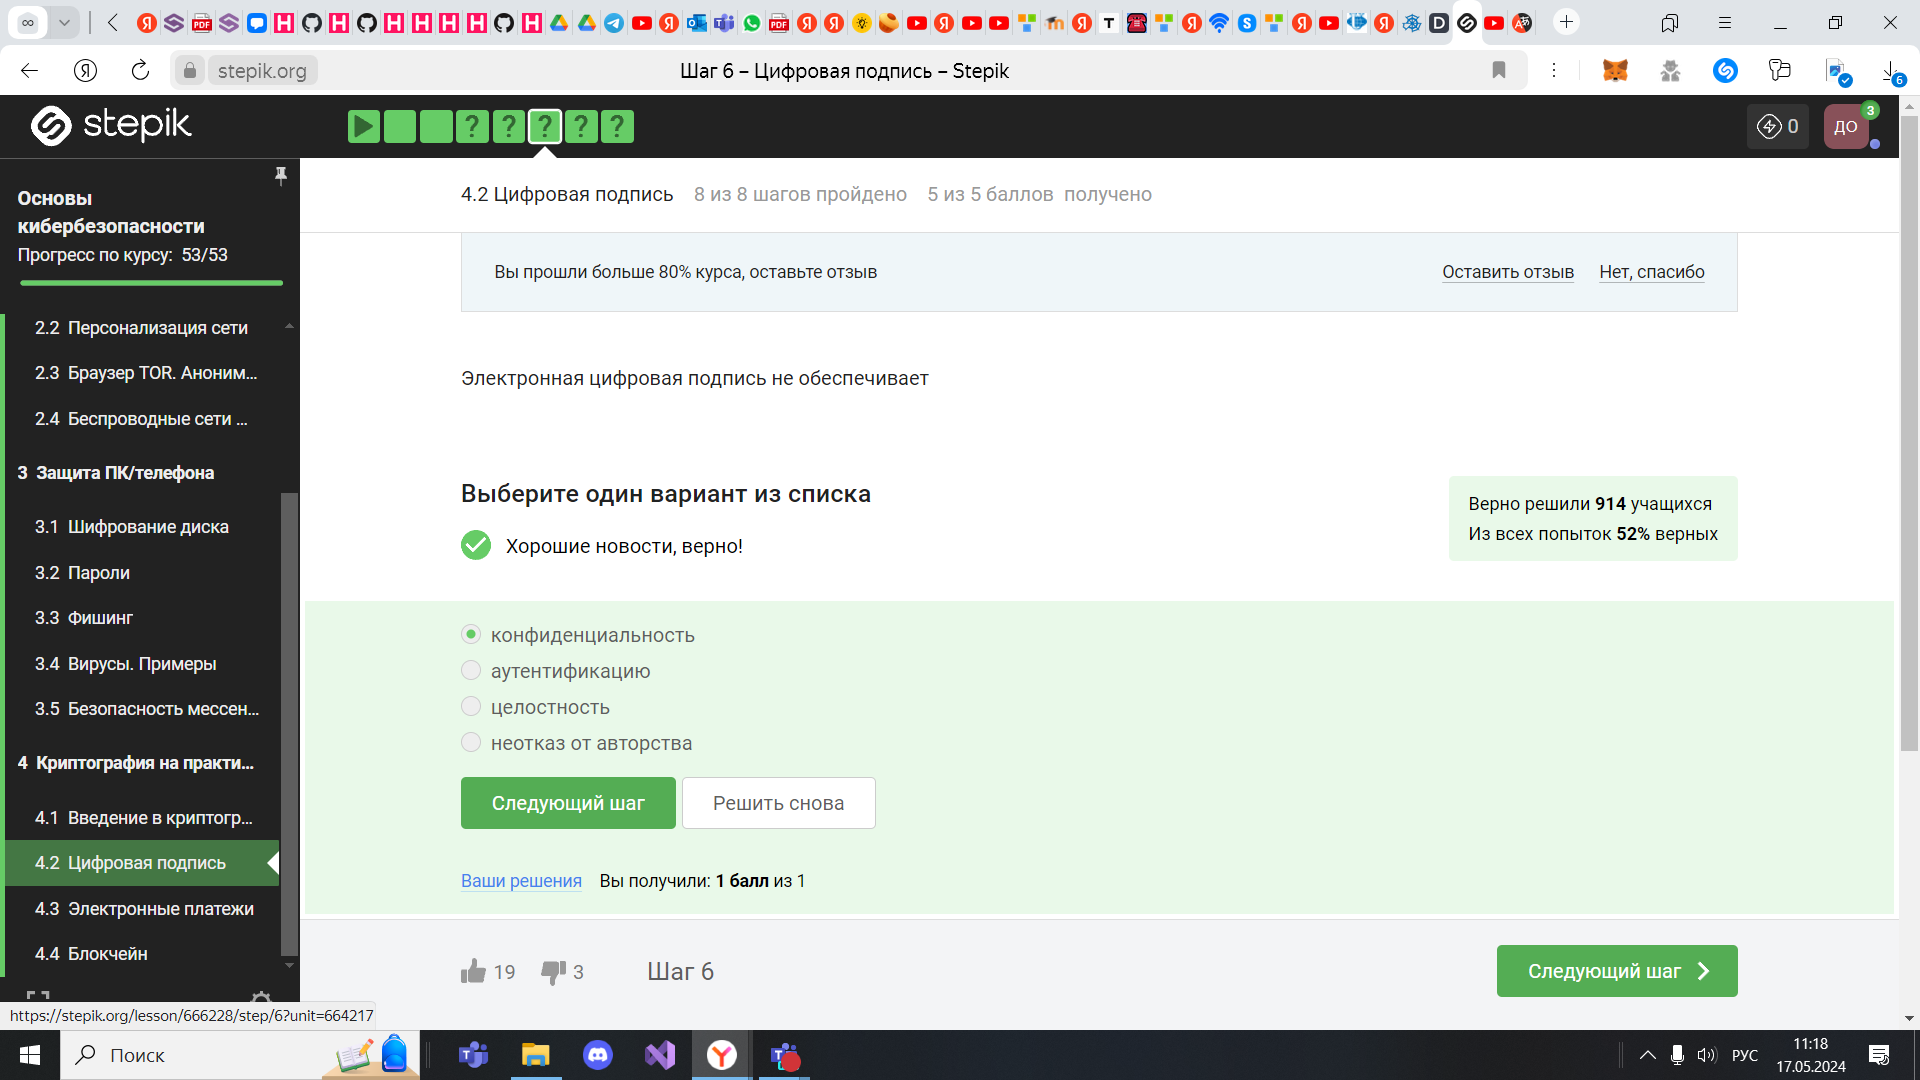 stepik.org
Шаг 6 – Цифровая подпись – Stepik
6
stepik
? ? ? ? ?
0
ДО
3
Основы
кибербезопасности
Прогресс по курсу: 53/53
2.2 Персонализация сети
2.3 Браузер TOR. Аноним...
2.4 Беспроводные сети ...
3 Защита ПК/телефона
3.1 Шифрование диска
3.2 Пароли
3.3 Фишинг
3.4 Вирусы. Примеры
3.5 Безопасность мессен...
4 Криптография на практи...
4.1 Введение в криптогр...
4.2 Цифровая подпись
4.3 Электронные платежи
4.4 Блокчейн
4.2 Цифровая подпись 8 из 8 шагов пройдено 5 из 5 баллов получено
Вы прошли больше 80% курса, оставьте отзыв Оставить отзыв Нет, спасибо
Электронная цифровая подпись не обеспечивает
Выберите один вариант из списка
Хорошие новости, верно!
Верно решили 914 учащихся
Из всех попыток 52% верных
конфиденциальность
аутентификацию
целостность
неотказ от авторства
Следующий шаг Решить снова
Ваши решения Вы получили: 1 балл из 1
19 3 Шаг 6 Следующий шаг
https://stepik.org/lesson/666228/step/6?unit=664217
Поиск
РУС
11:18
17.05.2024